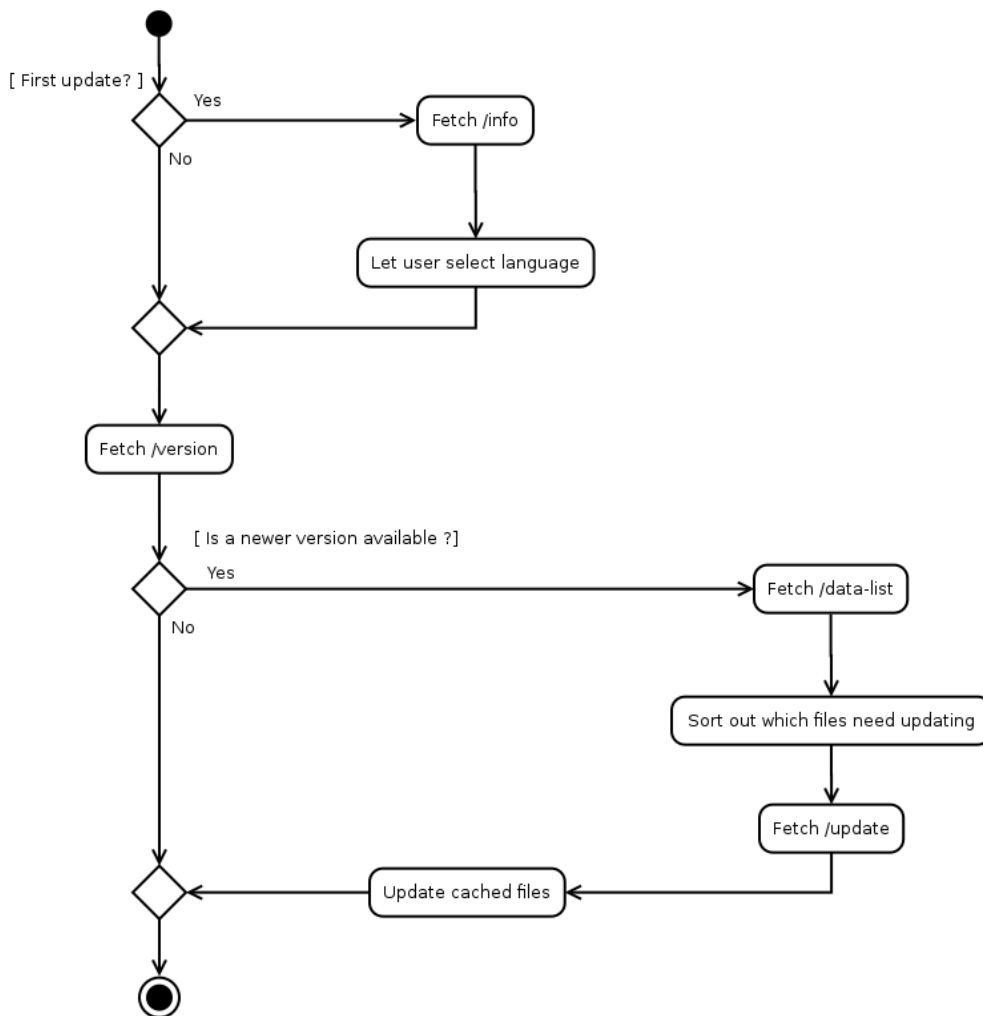 [ First update? ]
Yes
Fetch /info
No
Let user select language
Fetch /version
[ Is a newer version available ?]
Yes
Fetch /data-list
No
Sort out which files need updating
Fetch /update
Update cached files